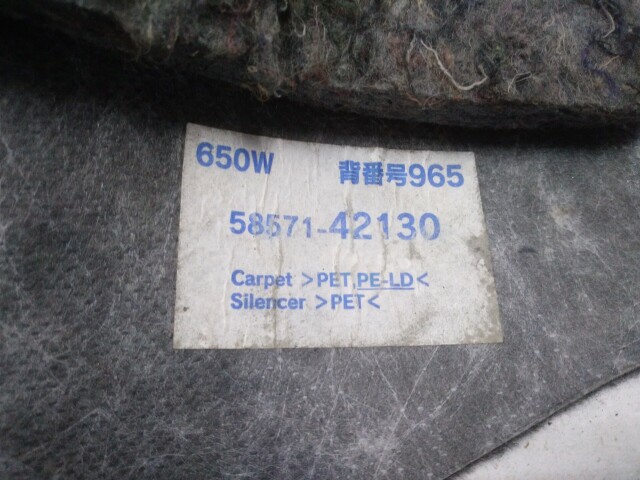 650W 背番号965
58571-42130
Carpet >PET,PE-LD<
Silencer >PET<